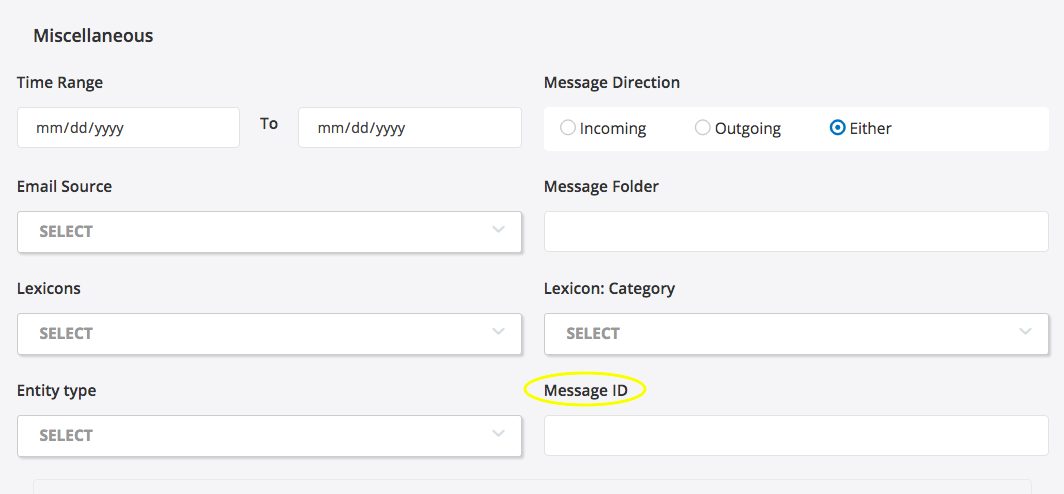 Miscellaneous
Time Range
Message Direction
mm/dd/yyyy To mm/dd/yyyy
Incoming Outgoing Either
Email Source
Message Folder
SELECT
Lexicons
Lexicon: Category
SELECT
SELECT
Entity type
Message ID
SELECT